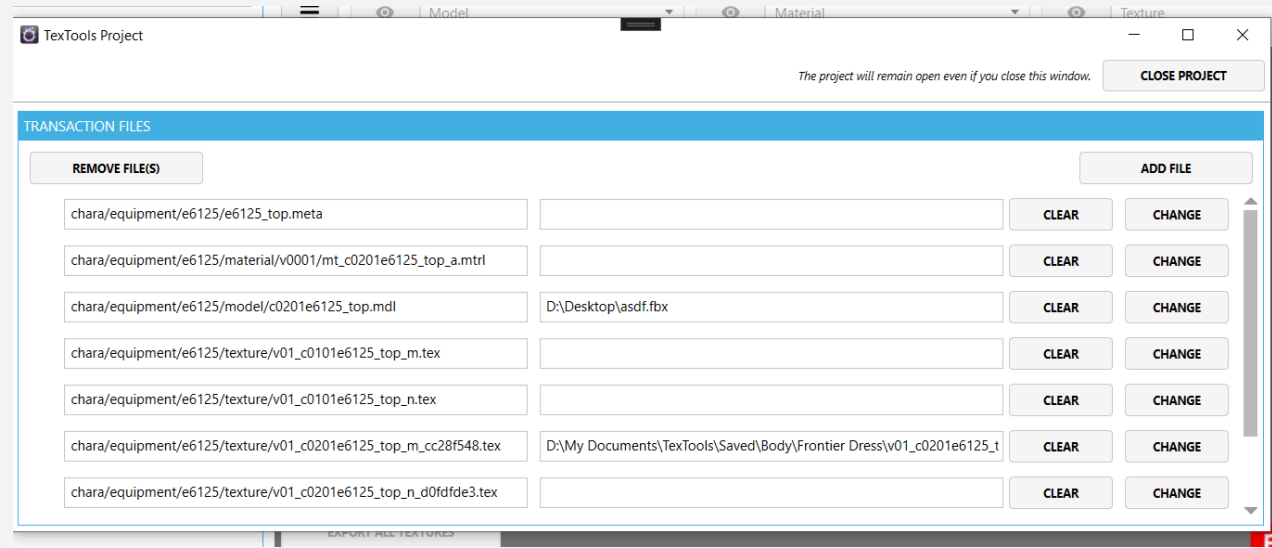 Model Material Texture
TexTools Project
The project will remain open even if you close this window. CLOSE PROJECT
TRANSACTION FILES
REMOVE FILE(S) ADD FILE
chara/equipment/e6125/e6125_top.meta CLEAR CHANGE
chara/equipment/e6125/material/v0001/mt_c0201e6125_top_a.mtrl CLEAR CHANGE
chara/equipment/e6125/model/c0201e6125_top.mdl D:\Desktop\asdf.fbx CLEAR CHANGE
chara/equipment/e6125/texture/v01_c0101e6125_top_m.tex CLEAR CHANGE
chara/equipment/e6125/texture/v01_c0101e6125_top_n.tex CLEAR CHANGE
chara/equipment/e6125/texture/v01_c0201e6125_top_m_cc28f548.tex D:\My Documents\TexTools\Saved\Body\Frontier Dress\v01_c0201e6125_t CLEAR CHANGE
chara/equipment/e6125/texture/v01_c0201e6125_top_n_d0fdfde3.tex CLEAR CHANGE
EXPORT ALL TEXTURES